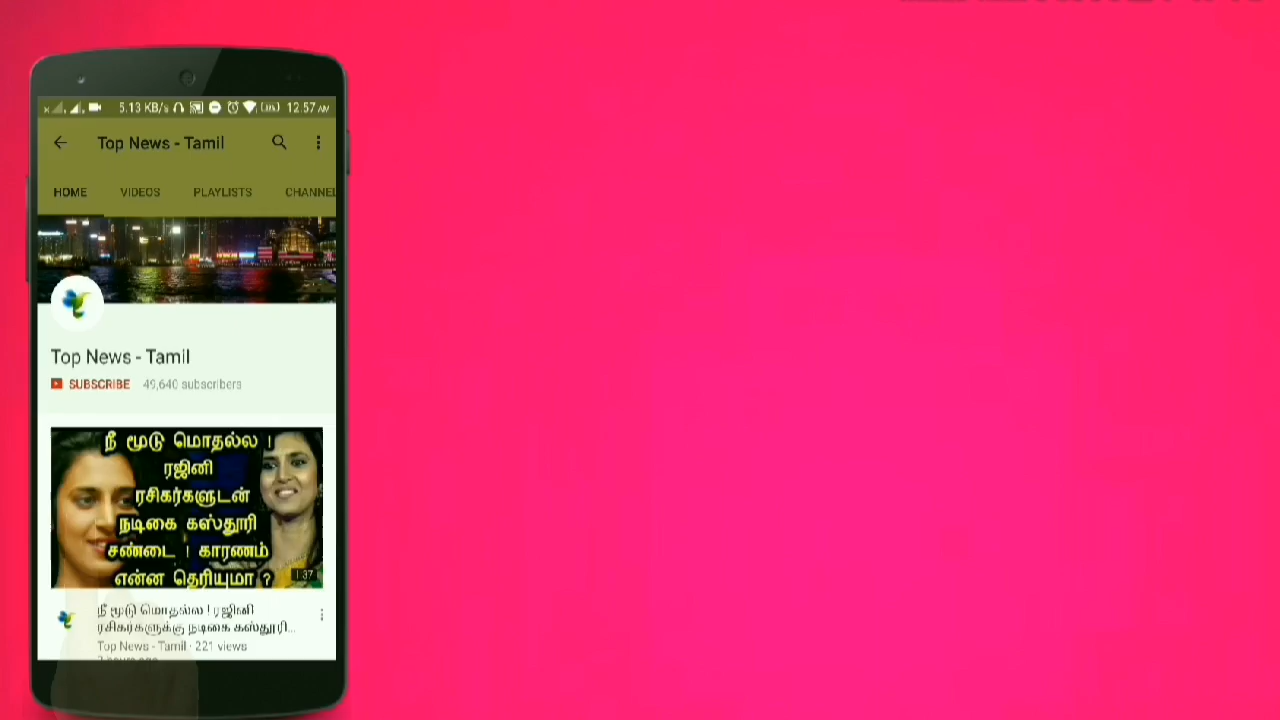 5.13 KB/s 12.57 AM
Top News - Tamil
HOME VIDEOS PLAYLISTS CHANNEL
Top News - Tamil
SUBSCRIBE 49,640 subscribers
நீ மூடு மொதல்ல !
ரஜினி
ரசிகர்களுடன்
நடிகை கஸ்தூரி
சண்டை ! காரணம்
என்ன தெரியுமா ?
1:37
நீ மூடு மொதல்ல ! ரஜினி
ரசிகர்களுக்கு நடிகை கஸ்தூரி...
Top News - Tamil · 221 views